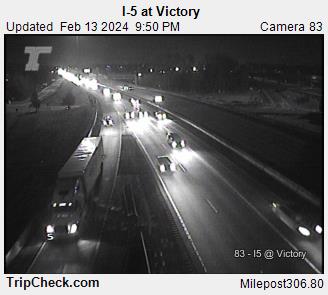 I-5 at Victory
Updated  Feb 13 2024  9:50 PM
Camera 83
T
83 - I5 @ Victory
5
TripCheck.com
Milepost306.80